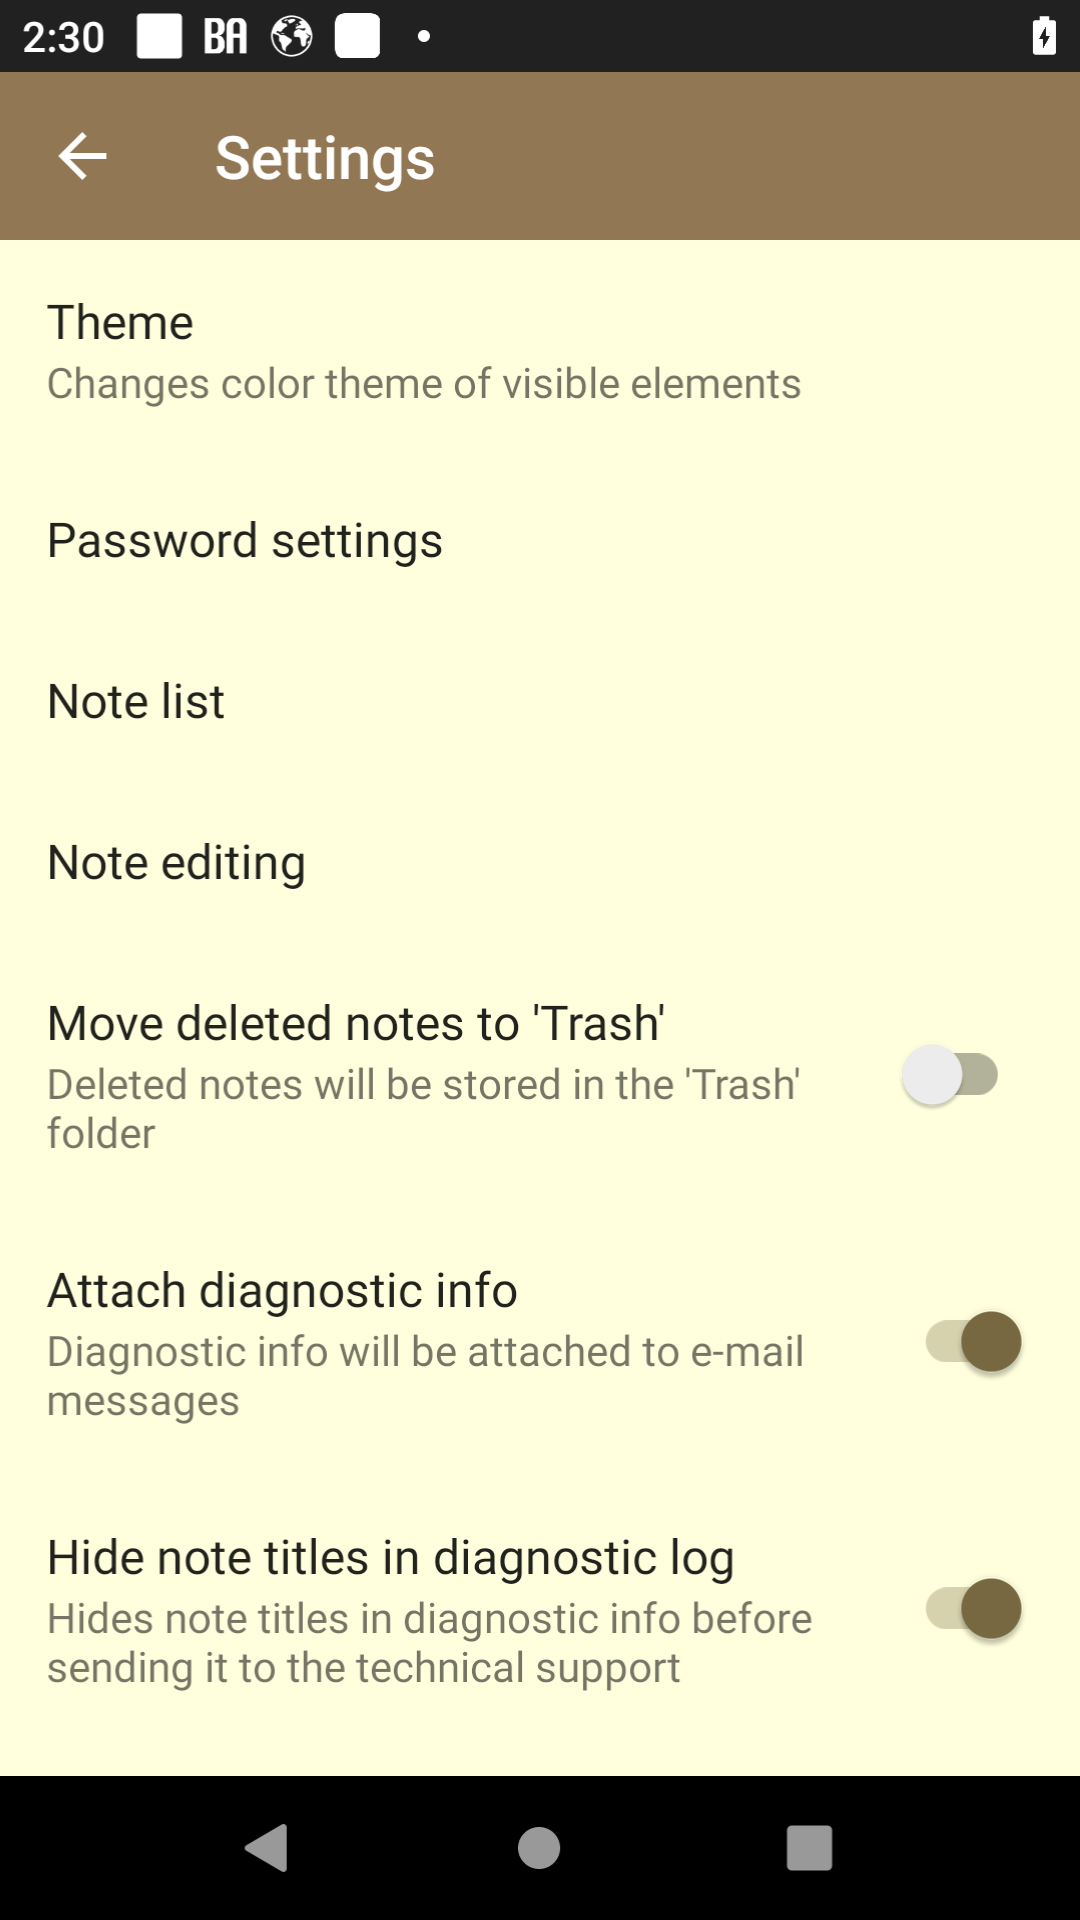 2:30 BA
Settings
Theme
Changes color theme of visible elements
Password settings
Note list
Note editing
Move deleted notes to 'Trash'
Deleted notes will be stored in the 'Trash'
folder
Attach diagnostic info
Diagnostic info will be attached to e-mail
messages
Hide note titles in diagnostic log
Hides note titles in diagnostic info before
sending it to the technical support